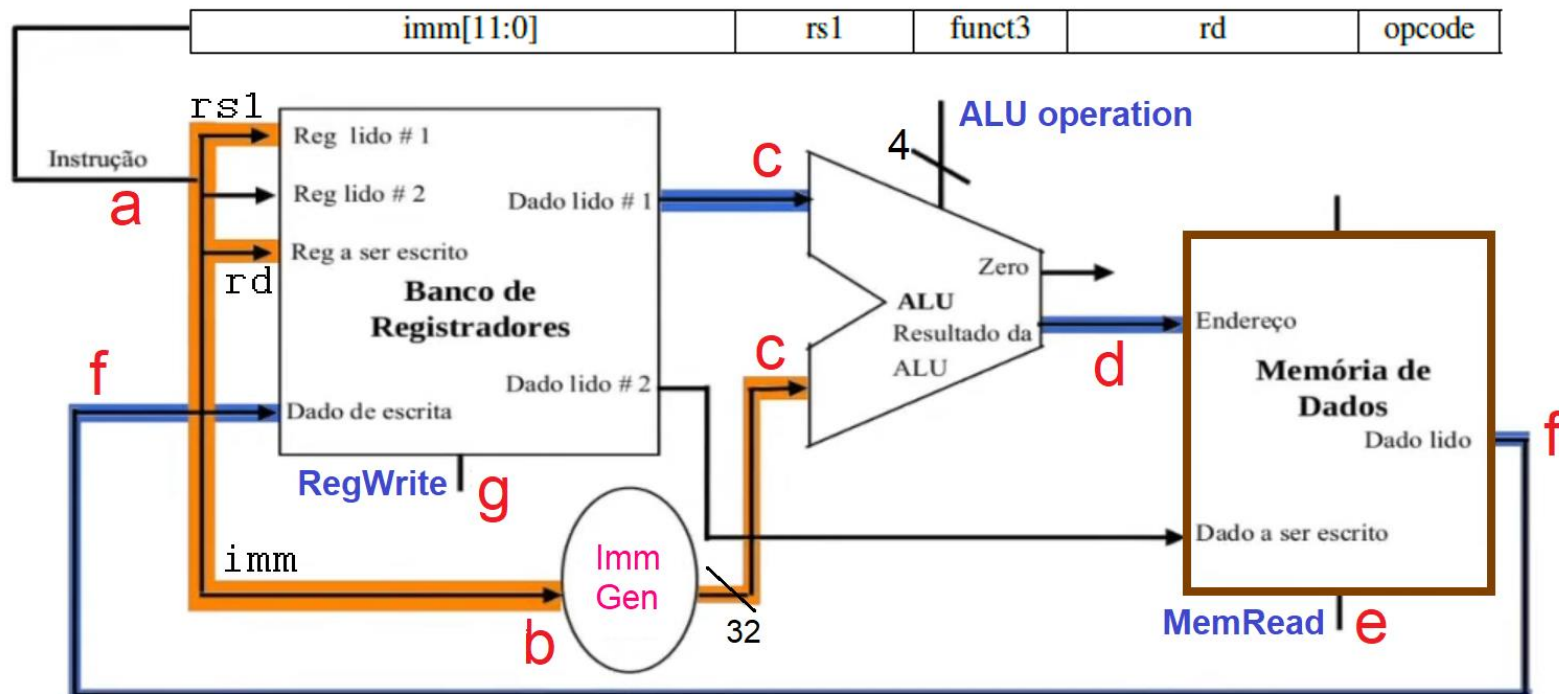 imm[11:0] rs1 funct3 rd opcode
rs1
Instrução
a
Reg lido # 1
Reg lido # 2
Reg a ser escrito
rd
Banco de
Registradores
Dado lido # 1
Dado lido # 2
f
Dado de escrita
RegWrite
g
imm
b
Imm
Gen
32
c
c
4
ALU operation
Zero
ALU
Resultado da
ALU
d
Endereço
Memória de
Dados
Dado lido
f
Dado a ser escrito
MemRead
e